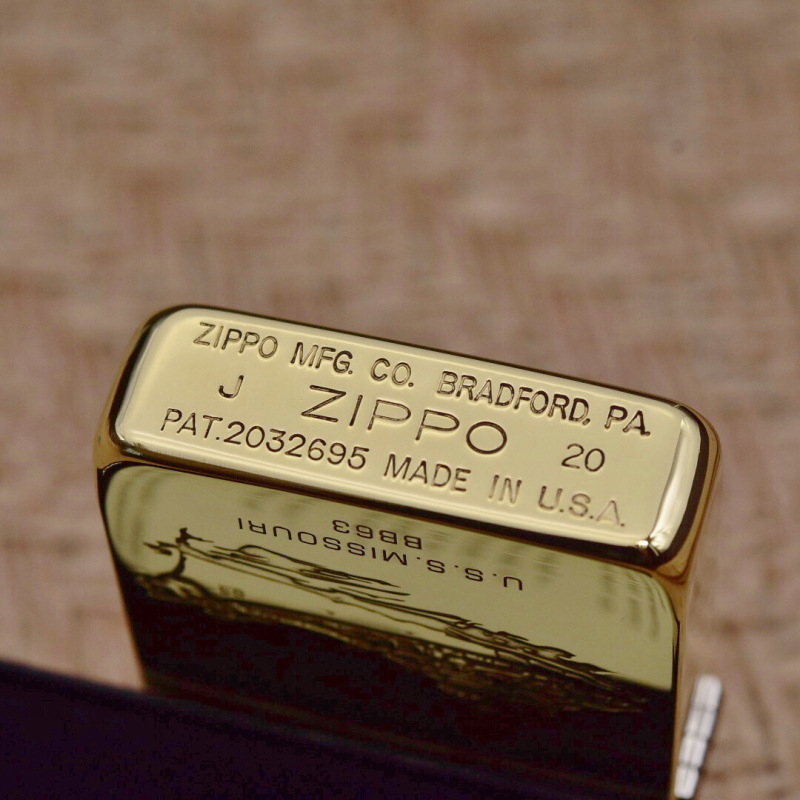 ZIPPO MFG. CO. BRADFORD, PA.
J ZIPPO 20
PAT.2032695 MADE IN U.S.A.
U.S.S.MISSOURI
BB63